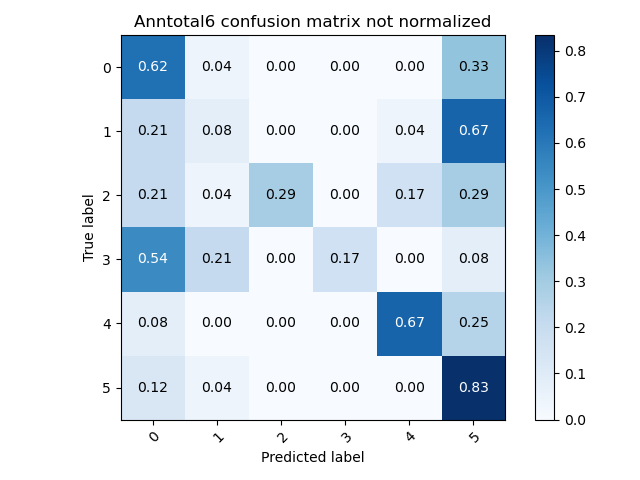 Anntotal6 confusion matrix not normalized
0 0.62 0.04 0.00 0.00 0.00 0.33
1 0.21 0.08 0.00 0.00 0.04 0.67
2 0.21 0.04 0.29 0.00 0.17 0.29
3 0.54 0.21 0.00 0.17 0.00 0.08
4 0.08 0.00 0.00 0.00 0.67 0.25
5 0.12 0.04 0.00 0.00 0.00 0.83
0 1 2 3 4 5
True label
Predicted label
0.8
0.7
0.6
0.5
0.4
0.3
0.2
0.1
0.0